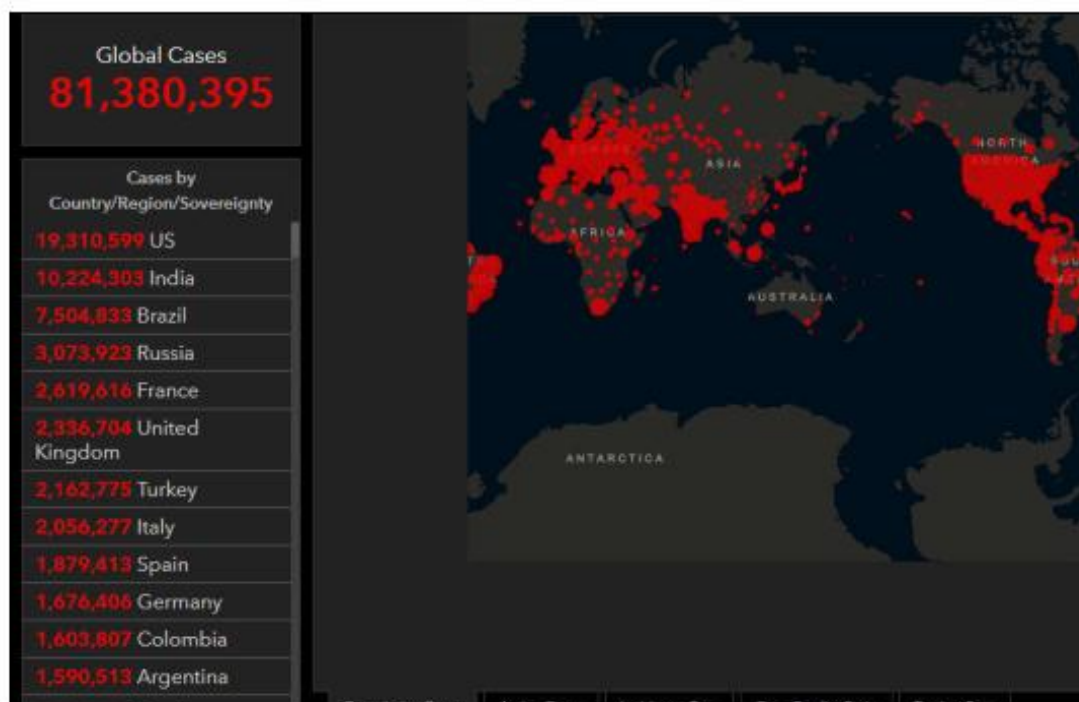 Global Cases
81,380,395
Cases by
Country/Region/Sovereignty
19,310,599 US
10,224,303 India
7,504,833 Brazil
3,073,923 Russia
2,619,616 France
2,336,704 United
Kingdom
2,162,775 Turkey
2,056,277 Italy
1,879,413 Spain
1,676,406 Germany
1,603,807 Colombia
1,590,513 Argentina
NORTH
AMERICA
ASIA
AFRICA
AUSTRALIA
ANTARCTICA